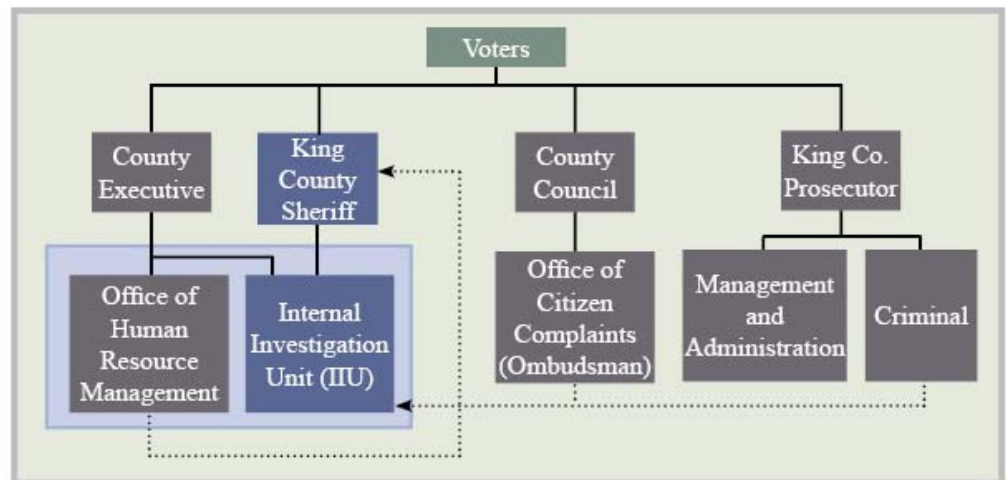 Voters
County
Executive
King
County
Sheriff
County
Council
King Co.
Prosecutor
Office of
Human
Resource
Management
Internal
Investigation
Unit (IIU)
Office of
Citizen
Complaints
(Ombudsman)
Management
and
Administration
Criminal